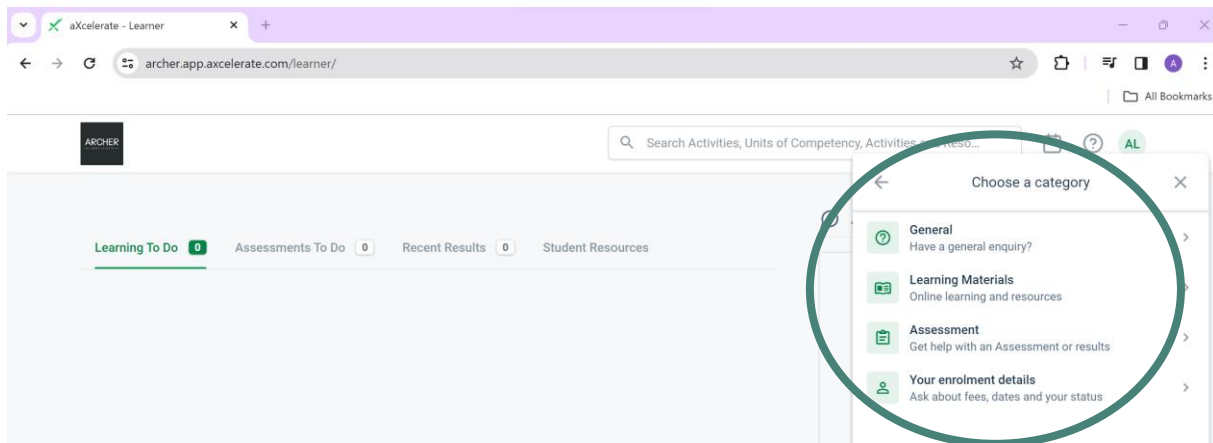 aXcelerate - Learner
archer.app.axcelerate.com/learner/
A
All Bookmarks
ARCHER
Search Activities, Units of Competency, Activities and Reso...
AL
Choose a category
Learning To Do 0 Assessments To Do 0 Recent Results 0 Student Resources
General
Have a general enquiry?
Learning Materials
Online learning and resources
Assessment
Get help with an Assessment or results
Your enrolment details
Ask about fees, dates and your status